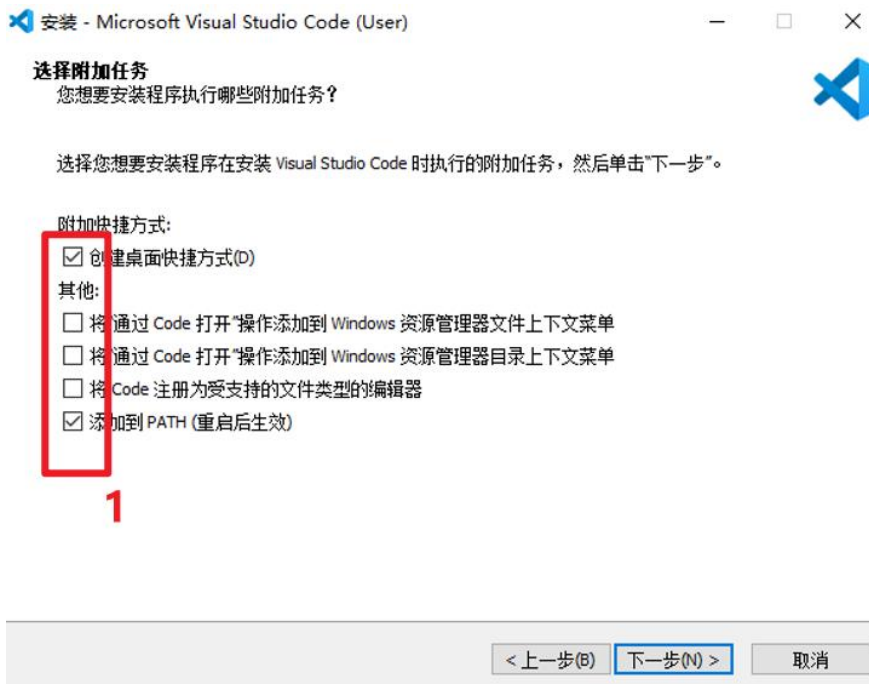 安装 - Microsoft Visual Studio Code (User)
选择附加任务
您想要安装程序执行哪些附加任务?
选择您想要安装程序在安装 Visual Studio Code 时执行的附加任务，然后单击“下一步”。
附加快捷方式:
创建桌面快捷方式(D)
其他:
将“通过 Code 打开”操作添加到 Windows 资源管理器文件上下文菜单
将“通过 Code 打开”操作添加到 Windows 资源管理器目录上下文菜单
将 Code 注册为受支持的文件类型的编辑器
添加到 PATH (重启后生效)
1
< 上一步(B) 下一步(N) > 取消